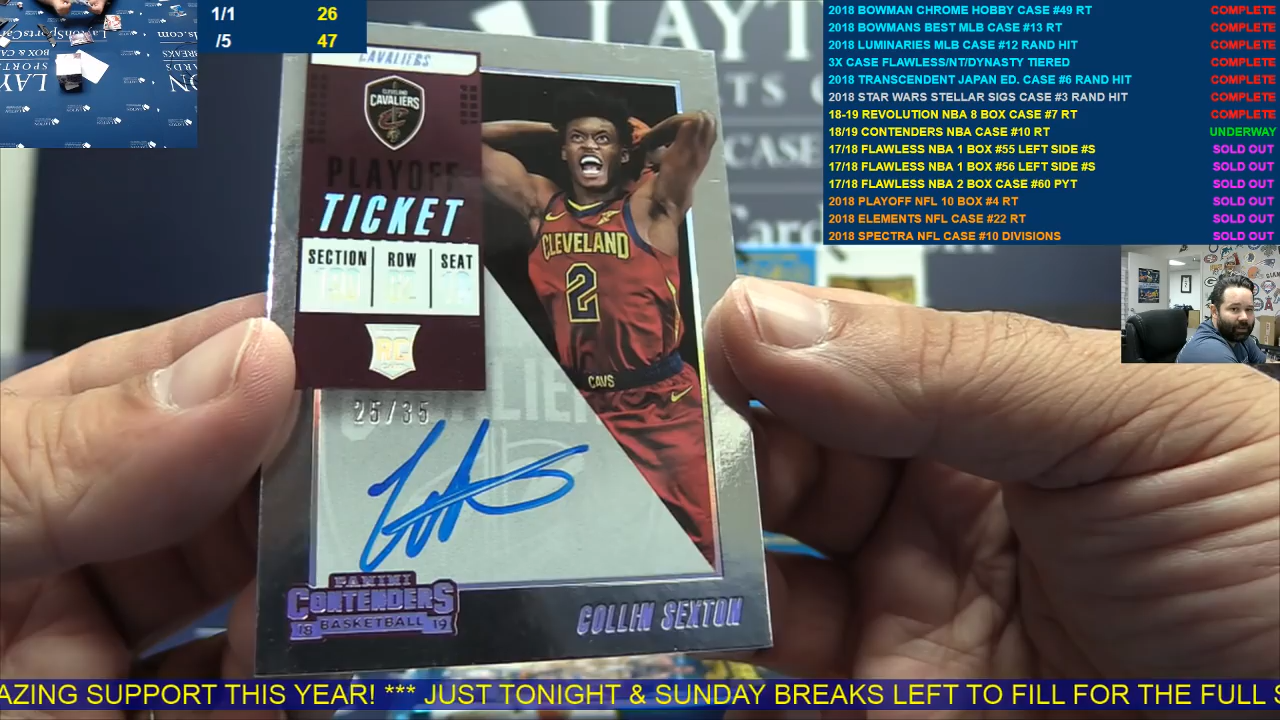 1/1 26
/5 47
2018 BOWMAN CHROME HOBBY CASE #49 RT COMPLETE
2018 BOWMANS BEST MLB CASE #13 RT COMPLETE
2018 LUMINARIES MLB CASE #12 RAND HIT COMPLETE
3X CASE FLAWLESS/NT/DYNASTY TIERED COMPLETE
2018 TRANSCENDENT JAPAN ED. CASE #6 RAND HIT COMPLETE
2018 STAR WARS STELLAR SIGS CASE #3 RAND HIT COMPLETE
18-19 REVOLUTION NBA 8 BOX CASE #7 RT COMPLETE
18/19 CONTENDERS NBA CASE #10 RT UNDERWAY
17/18 FLAWLESS NBA 1 BOX #55 LEFT SIDE #S SOLD OUT
17/18 FLAWLESS NBA 1 BOX #56 LEFT SIDE #S SOLD OUT
17/18 FLAWLESS NBA 2 BOX CASE #60 PYT SOLD OUT
2018 PLAYOFF NFL 10 BOX #4 RT SOLD OUT
2018 ELEMENTS NFL CASE #22 RT SOLD OUT
2018 SPECTRA NFL CASE #10 DIVISIONS SOLD OUT
CAVALIERS
CLEVELAND
CAVALIERS
PLAYOFF
TICKET
SECTION ROW SEAT
RC
25/35
CLEVELAND
2
CAVS
PANINI
CONTENDERS
18 BASKETBALL 19
COLLIN SEXTON
CASE
AZING SUPPORT THIS YEAR! *** JUST TONIGHT & SUNDAY BREAKS LEFT TO FILL FOR THE FULL S